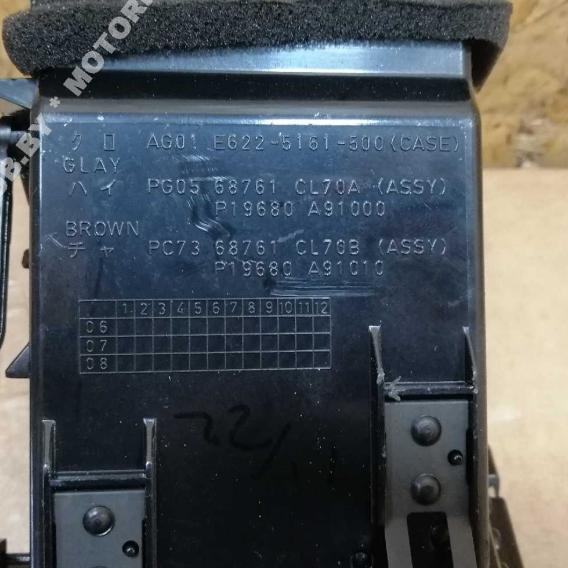 クロ AG01 E622-5161-500 (CASE)
GLAY
ハイ PG05 68761 CL70A (ASSY)
P19680 A91000
BROWN
チャ PC73 68761 CL70B (ASSY)
P19680 A91010
1 2 3 4 5 6 7 8 9 10 11 12
06
07
08
22/11